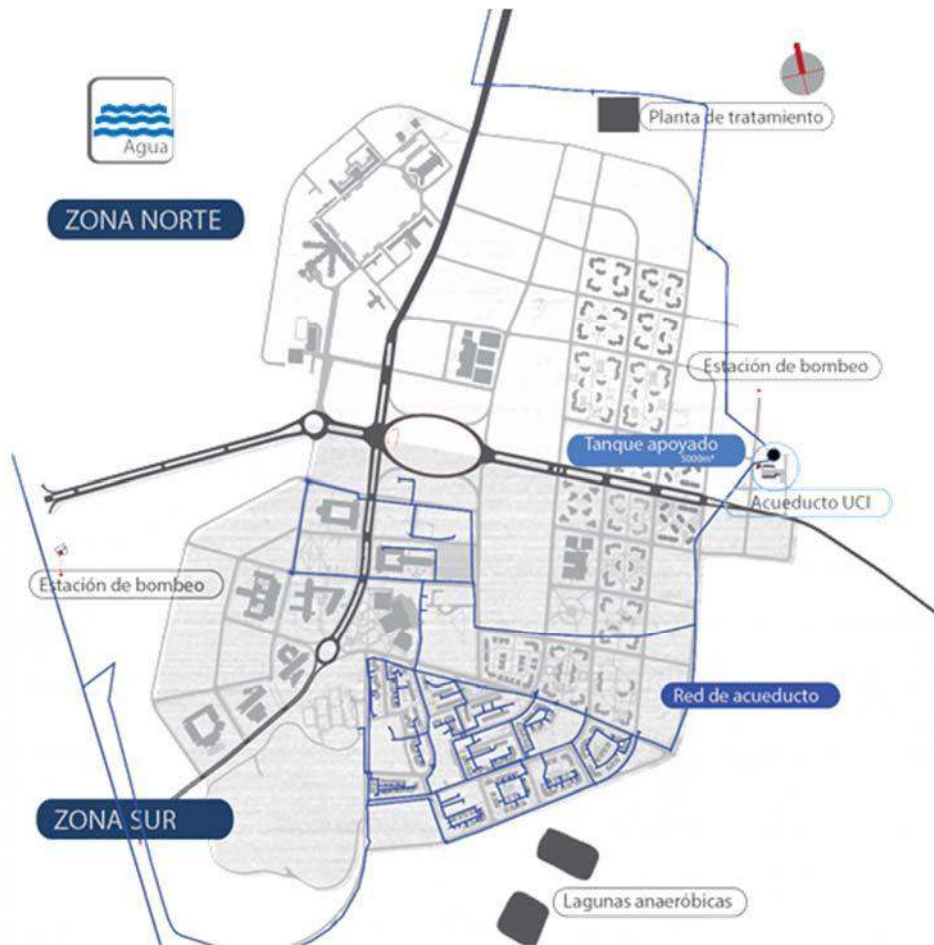 Planta de tratamiento
Agua
ZONA NORTE
Estación de bombeo
Tanque apoyado
5000m³
Acueducto UCI
Estación de bombeo
Red de acueducto
ZONA SUR
Lagunas anaeróbicas